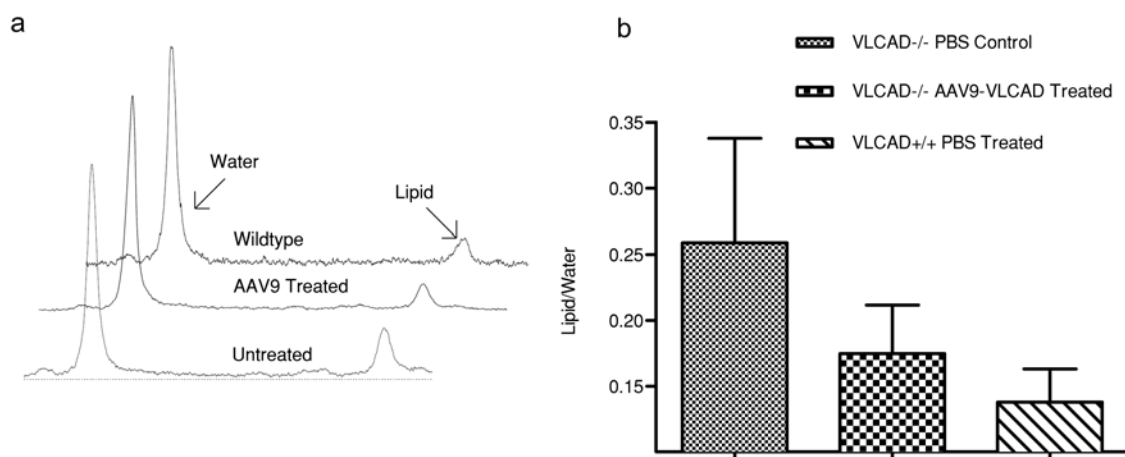 a
Water
Lipid
Wildtype
AAV9 Treated
Untreated
b
VLCAD-/- PBS Control
VLCAD-/- AAV9-VLCAD Treated
VLCAD+/+ PBS Treated
Lipid/Water
0.35
0.30
0.25
0.20
0.15